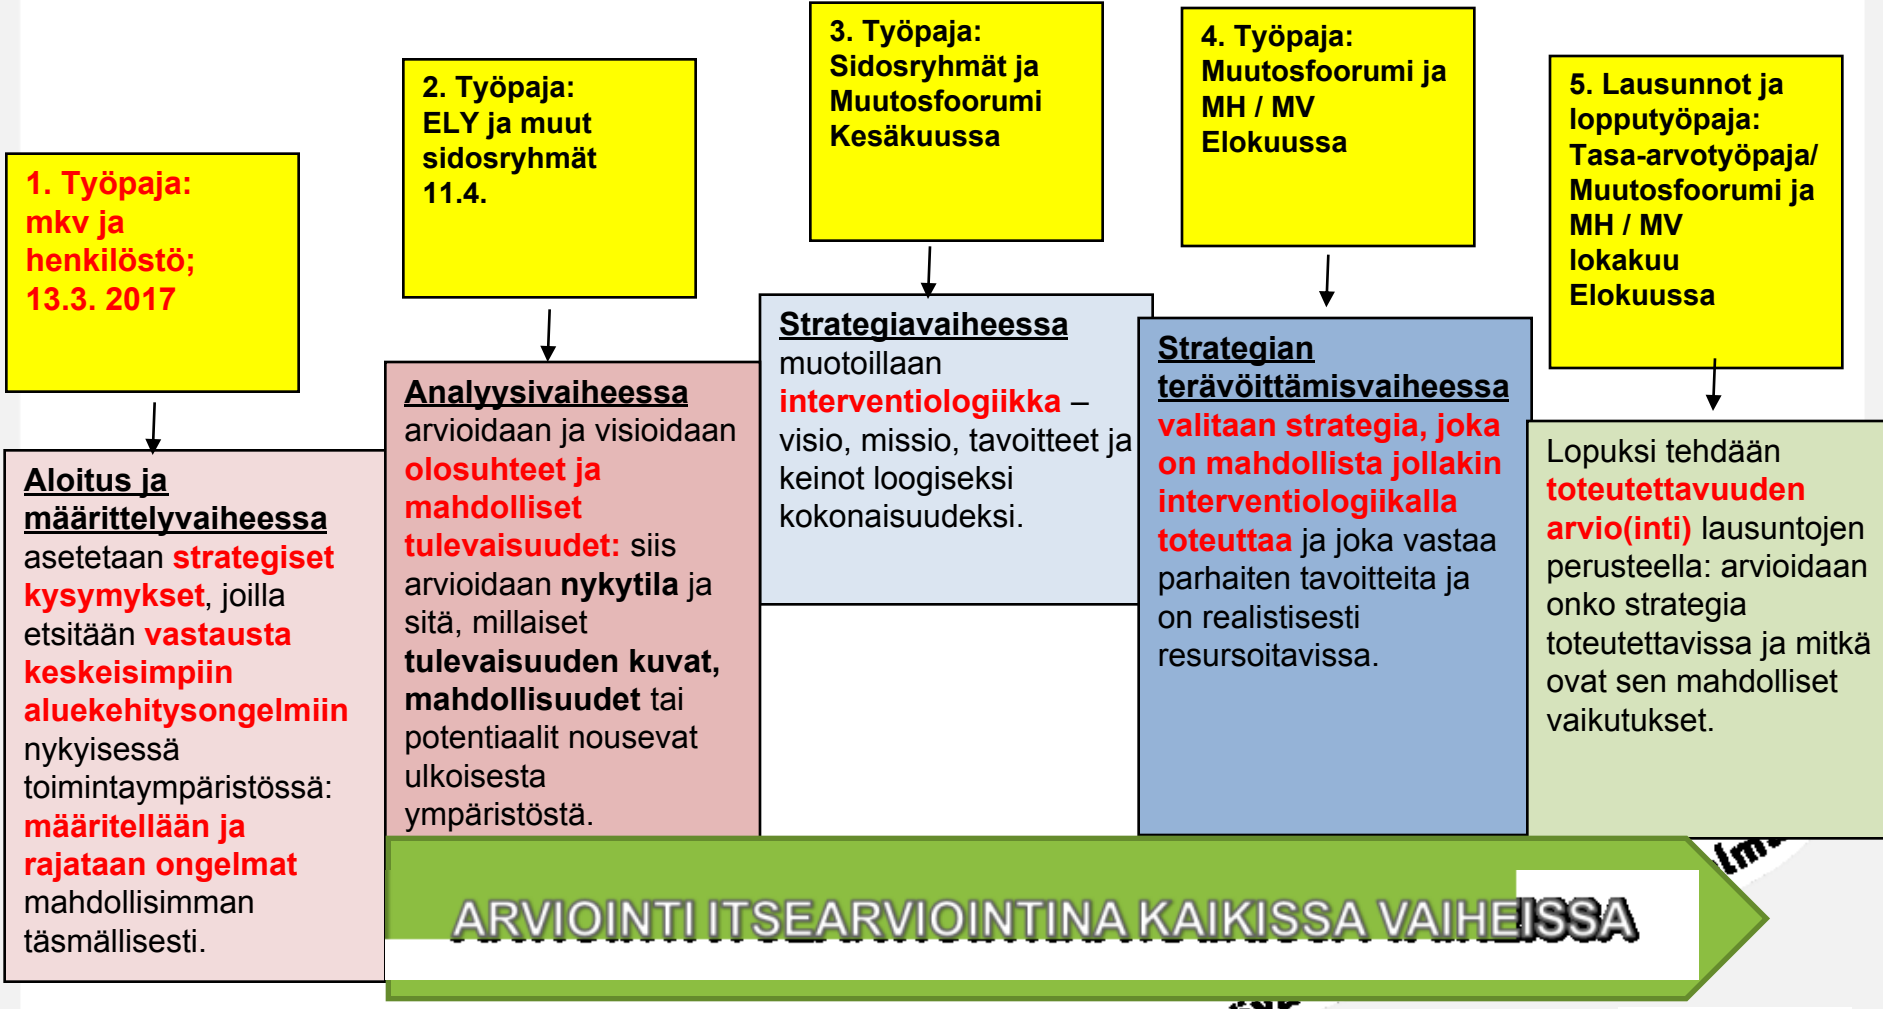 1. Työpaja:
mkv ja
henkilöstö;
13.3. 2017
2. Työpaja:
ELY ja muut
sidosryhmät
11.4.
3. Työpaja:
Sidosryhmät ja
Muutosfoorumi
Kesäkuussa
4. Työpaja:
Muutosfoorumi ja
MH / MV
Elokuussa
5. Lausunnot ja
lopputyöpaja:
Tasa-arvotyöpaja/
Muutosfoorumi ja
MH / MV
lokakuu
Elokuussa
Aloitus ja
määrittelyvaiheessa
asetetaan strategiset
kysymykset, joilla
etsitään vastausta
keskeisimpiin
aluekehitysongelmiin
nykyisessä
toimintaympäristössä:
määritellään ja
rajataan ongelmat
mahdollisimman
täsmällisesti.
Analyysivaiheessa
arvioidaan ja visioidaan
olosuhteet ja
mahdolliset
tulevaisuudet: siis
arvioidaan nykytila ja
sitä, millaiset
tulevaisuuden kuvat,
mahdollisuudet tai
potentiaalit nousevat
ulkoisesta
ympäristöstä.
Strategiavaiheessa
muotoillaan
interventiologiikka –
visio, missio, tavoitteet ja
keinot loogiseksi
kokonaisuudeksi.
Strategian
terävöittämisvaiheessa
valitaan strategia, joka
on mahdollista jollakin
interventiologiikalla
toteuttaa ja joka vastaa
parhaiten tavoitteita ja
on realistisesti
resursoitavissa.
Lopuksi tehdään
toteutettavuuden
arvio(inti) lausuntojen
perusteella: arvioidaan
onko strategia
toteutettavissa ja mitkä
ovat sen mahdolliset
vaikutukset.
ARVIOINTI ITSEARVIOINTINA KAIKISSA VAIHEISSA